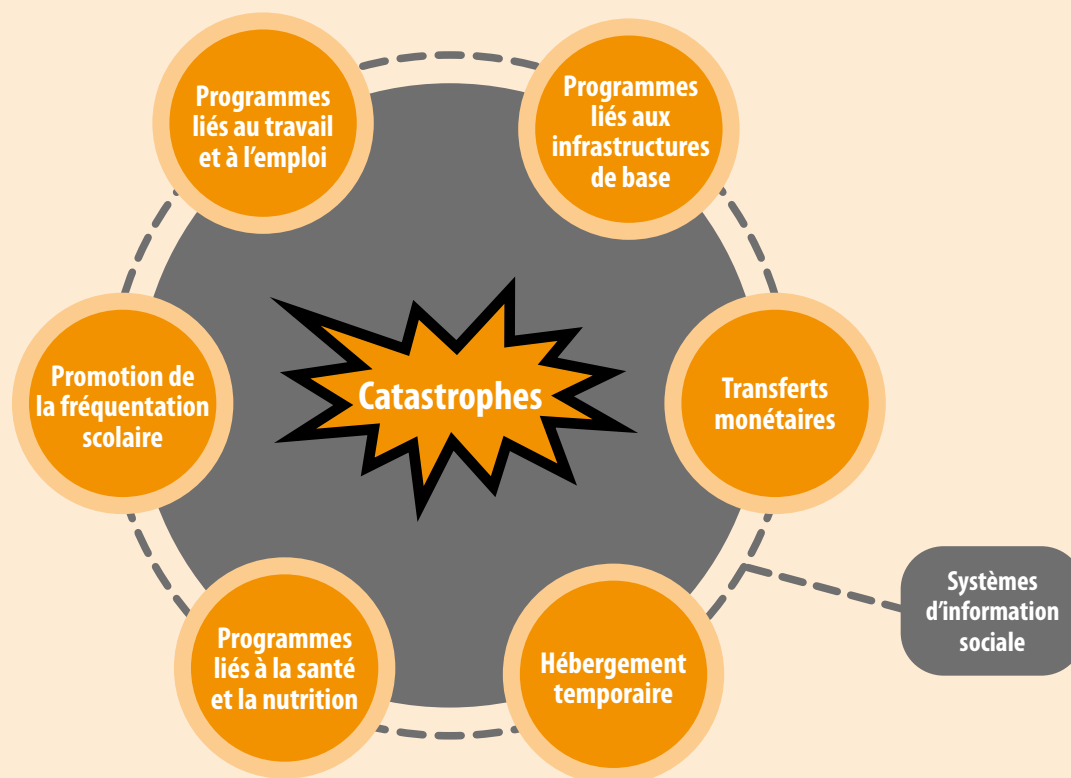 Programmes
liés au travail
et à l'emploi
Programmes
liés aux
infrastructures
de base
Promotion de
la fréquentation
scolaire
Catastrophes
Transferts
monétaires
Programmes
liés à la santé
et la nutrition
Hébergement
temporaire
Systèmes
d'information
sociale